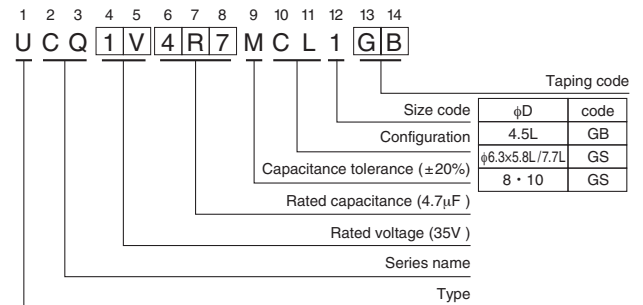 1 2 3 4 5 6 7 8 9 10 11 12 13 14
U C Q 1 V 4 R 7 M C L 1 G B
Taping code
Size code
Configuration
Capacitance tolerance (±20%)
Rated capacitance (4.7μF )
Rated voltage (35V )
Series name
Type
ϕD code
4.5L GB
ϕ6.3×5.8L/7.7L GS
8・10 GS